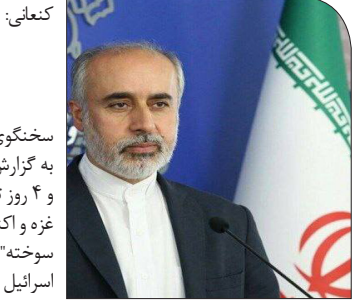 کنعانی:
سخنگوی
به گزارش
و ۴ روز
غزه و
سوخته"
اسرائیل